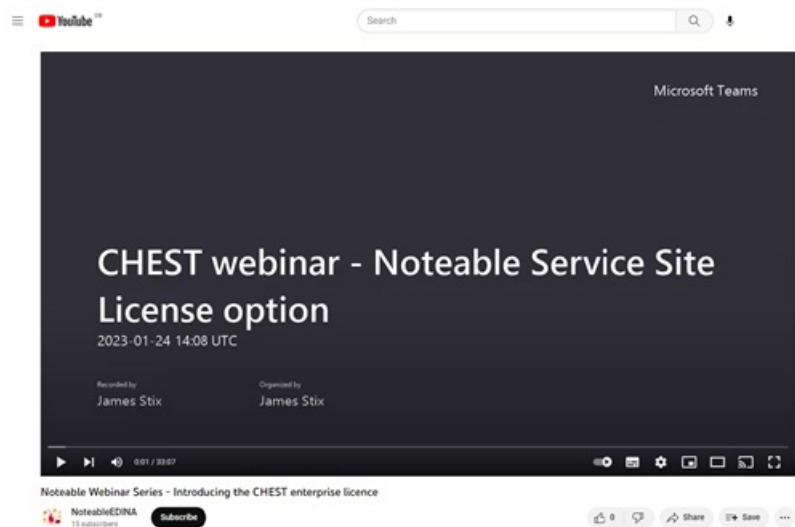 YouTube GB
Search
Microsoft Teams
CHEST webinar - Noteable Service Site
License option
2023-01-24 14:08 UTC
Recorded by
Organized by
James Stix
James Stix
0:01 / 33:07
Noteable Webinar Series - Introducing the CHEST enterprise licence
NoteableEDINA
15 subscribers
Subscribe
0
Share
Save